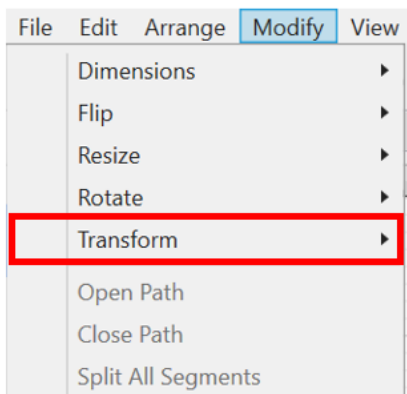 File Edit Arrange Modify View
Dimensions
Flip
Resize
Rotate
Transform
Open Path
Close Path
Split All Segments